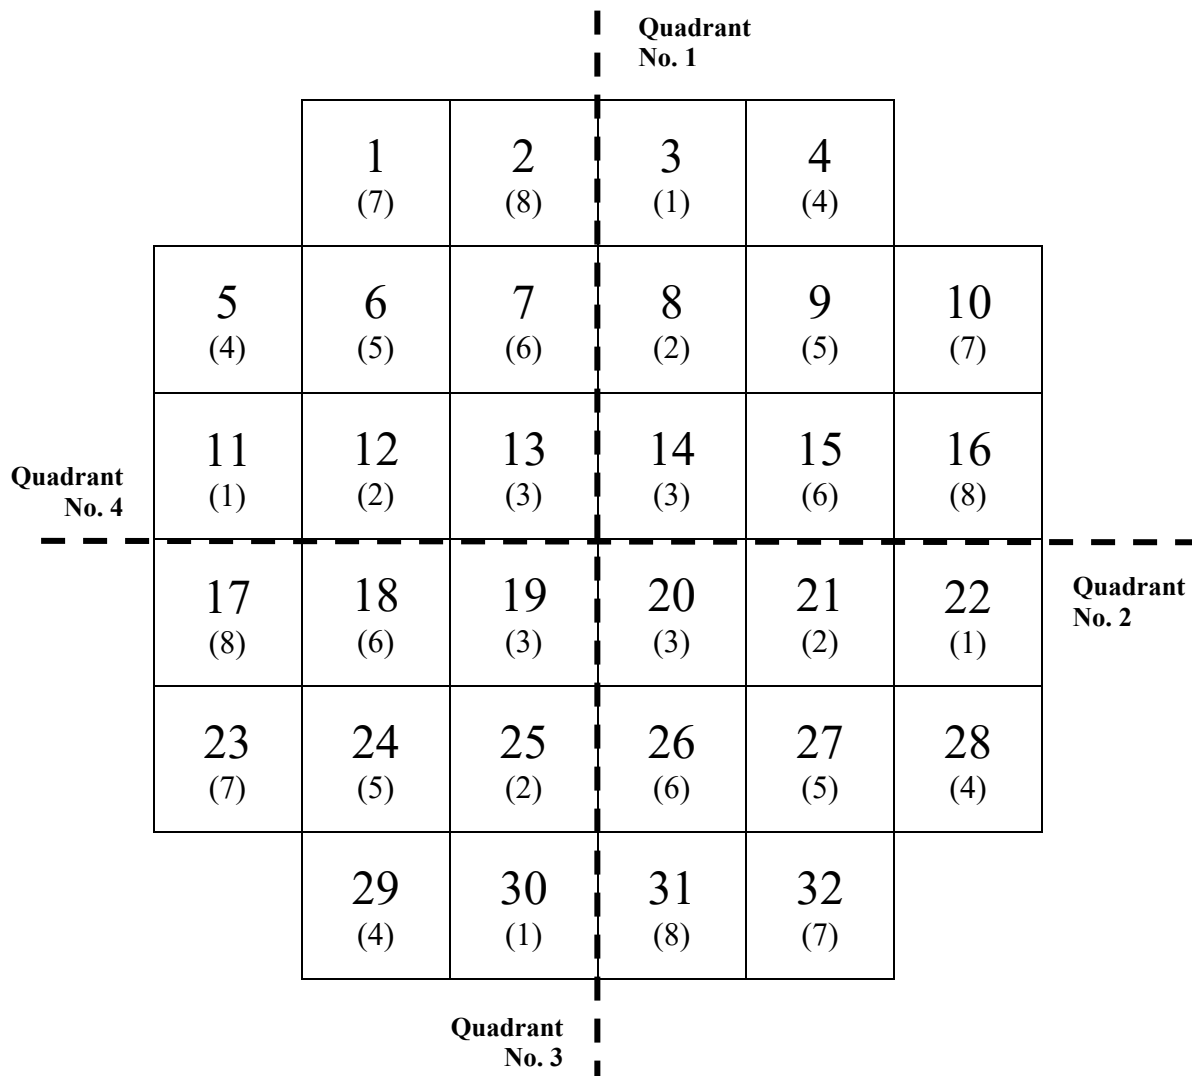 Quadrant
No. 1
1 2 3 4
(7) (8) (1) (4)
5 6 7 8 9 10
(4) (5) (6) (2) (5) (7)
11 12 13 14 15 16
(1) (2) (3) (3) (6) (8)
Quadrant
No. 4
17 18 19 20 21 22
(8) (6) (3) (3) (2) (1)
Quadrant
No. 2
23 24 25 26 27 28
(7) (5) (2) (6) (5) (4)
29 30 31 32
(4) (1) (8) (7)
Quadrant
No. 3